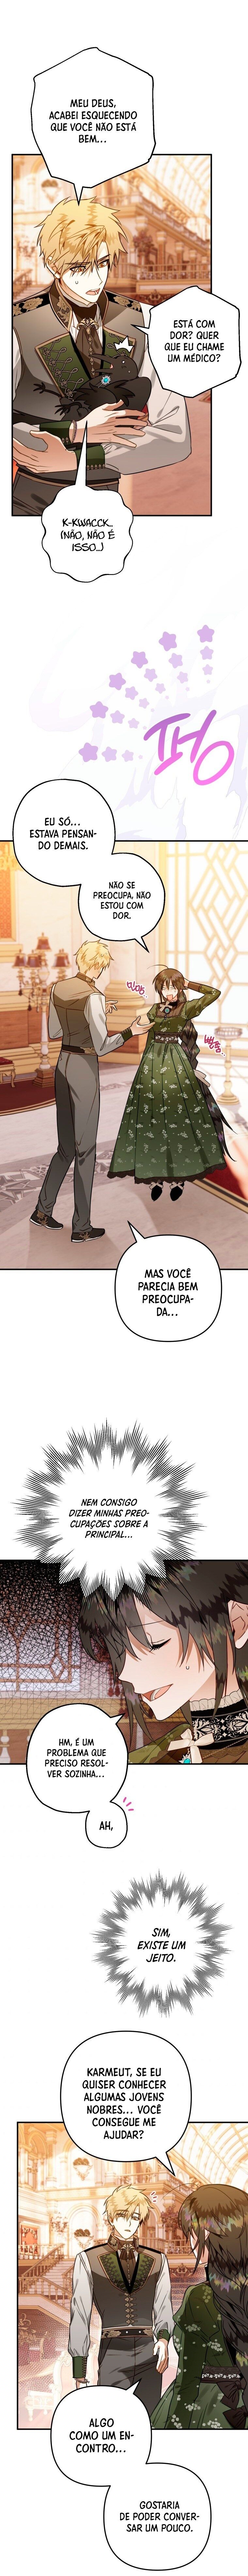 MEU DEUS,
ACABEI ESQUECENDO
QUE VOCÊ NÃO ESTÁ
BEM...
ESTÁ COM
DOR? QUER
QUE EU CHAME
UM MÉDICO?
K-KWACCK...
(NÃO, NÃO É
ISSO...)
THO
EU SÓ...
ESTAVA PENSAN-
DO DEMAIS.
NÃO SE
PREOCUPA, NÃO
ESTOU COM
DOR.
MAS VOCÊ
PARECIA BEM
PREOCUPA-
DA...
NEM CONSIGO
DIZER MINHAS PREO-
CUPAÇÕES SOBRE A
PRINCIPAL...
HM, É UM
PROBLEMA QUE
PRECISO RESOL-
VER SOZINHA...
AH,
SIM,
EXISTE UM
JEITO.
KARMEUT, SE EU
QUISER CONHECER
ALGUMAS JOVENS
NOBRES... VOCÊ
CONSEGUE ME
AJUDAR?
ALGO
COMO UM EN-
CONTRO...
GOSTARIA
DE PODER CONVER-
SAR UM POUCO.